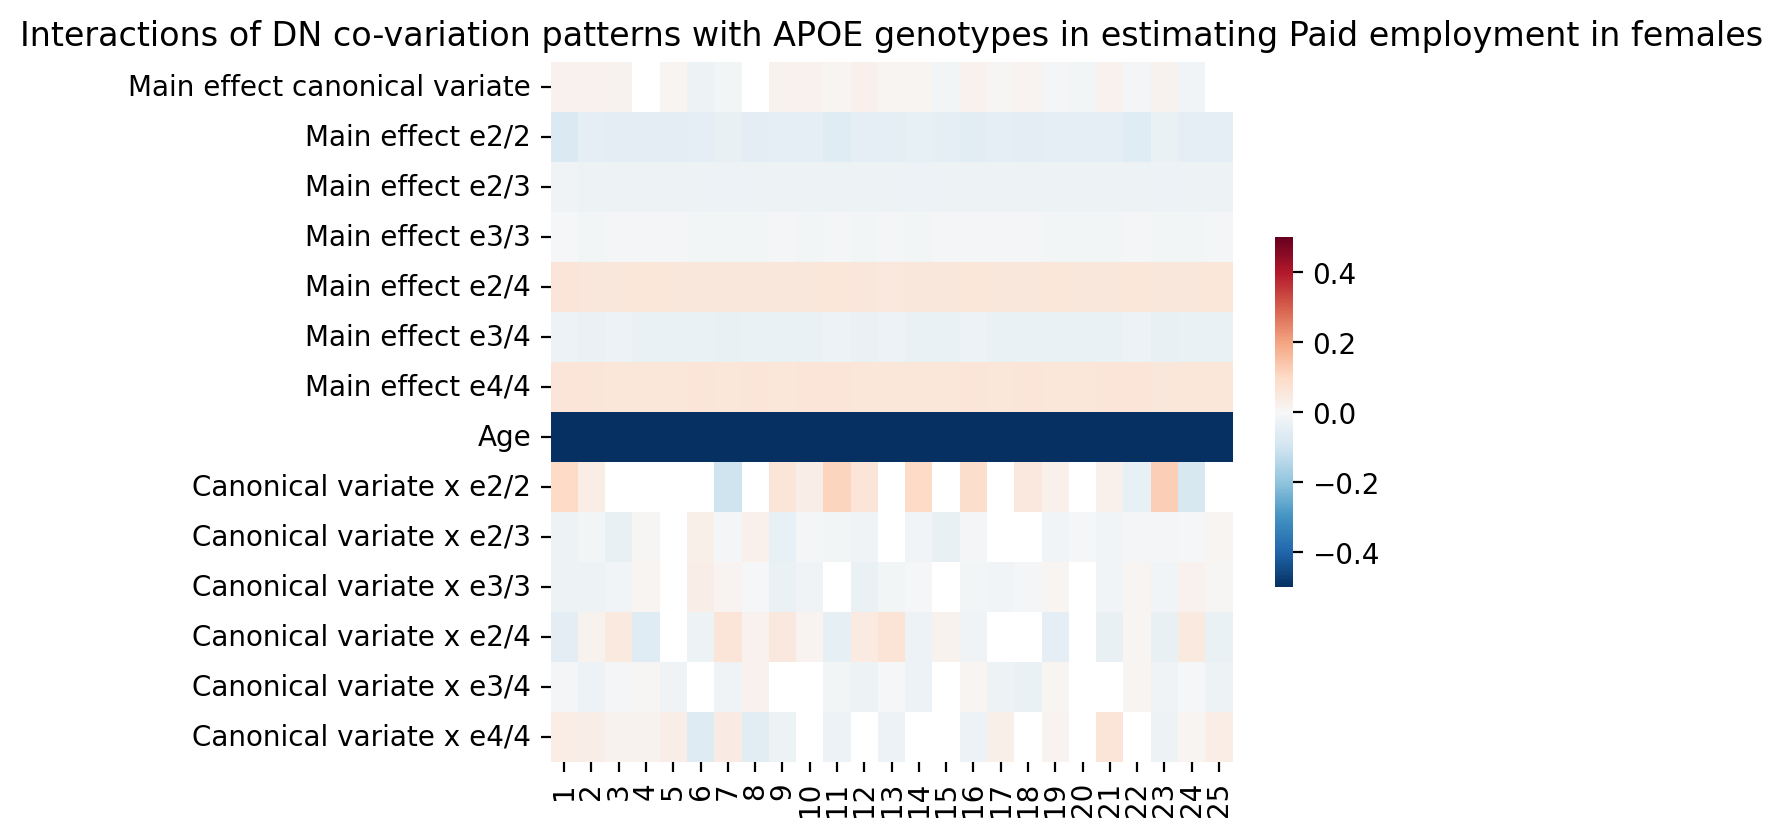 Interactions of DN co-variation patterns with APOE genotypes in estimating Paid employment in females
Main effect canonical variate
Main effect e2/2
Main effect e2/3
Main effect e3/3
Main effect e2/4
Main effect e3/4
Main effect e4/4
Age
Canonical variate x e2/2
Canonical variate x e2/3
Canonical variate x e3/3
Canonical variate x e2/4
Canonical variate x e3/4
Canonical variate x e4/4
1 2 3 4 5 6 7 8 9 10 11 12 13 14 15 16 17 18 19 20 21 22 23 24 25
0.4
0.2
0.0
−0.2
−0.4